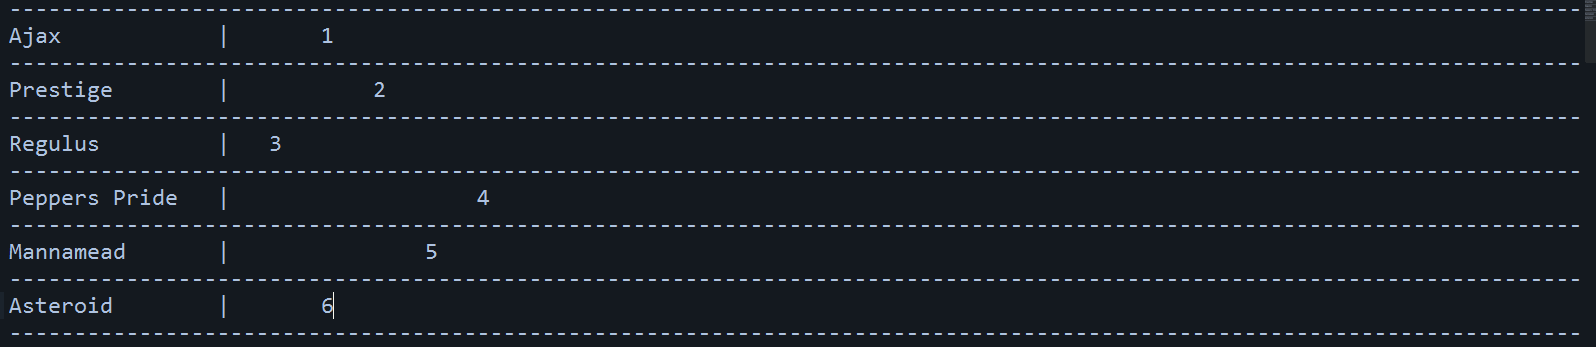 -------------------------------------------------------------------------------------------------------------------------
Ajax            |       1
-------------------------------------------------------------------------------------------------------------------------
Prestige        |           2
-------------------------------------------------------------------------------------------------------------------------
Regulus         |   3
-------------------------------------------------------------------------------------------------------------------------
Peppers Pride   |                   4
-------------------------------------------------------------------------------------------------------------------------
Mannamead       |               5
-------------------------------------------------------------------------------------------------------------------------
Asteroid        |       6
-------------------------------------------------------------------------------------------------------------------------